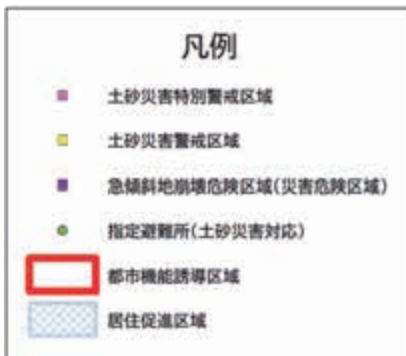 凡例
土砂災害特別警戒区域
土砂災害警戒区域
急傾斜地崩壊危険区域(災害危険区域)
指定避難所(土砂災害対応)
都市機能誘導区域
居住促進区域